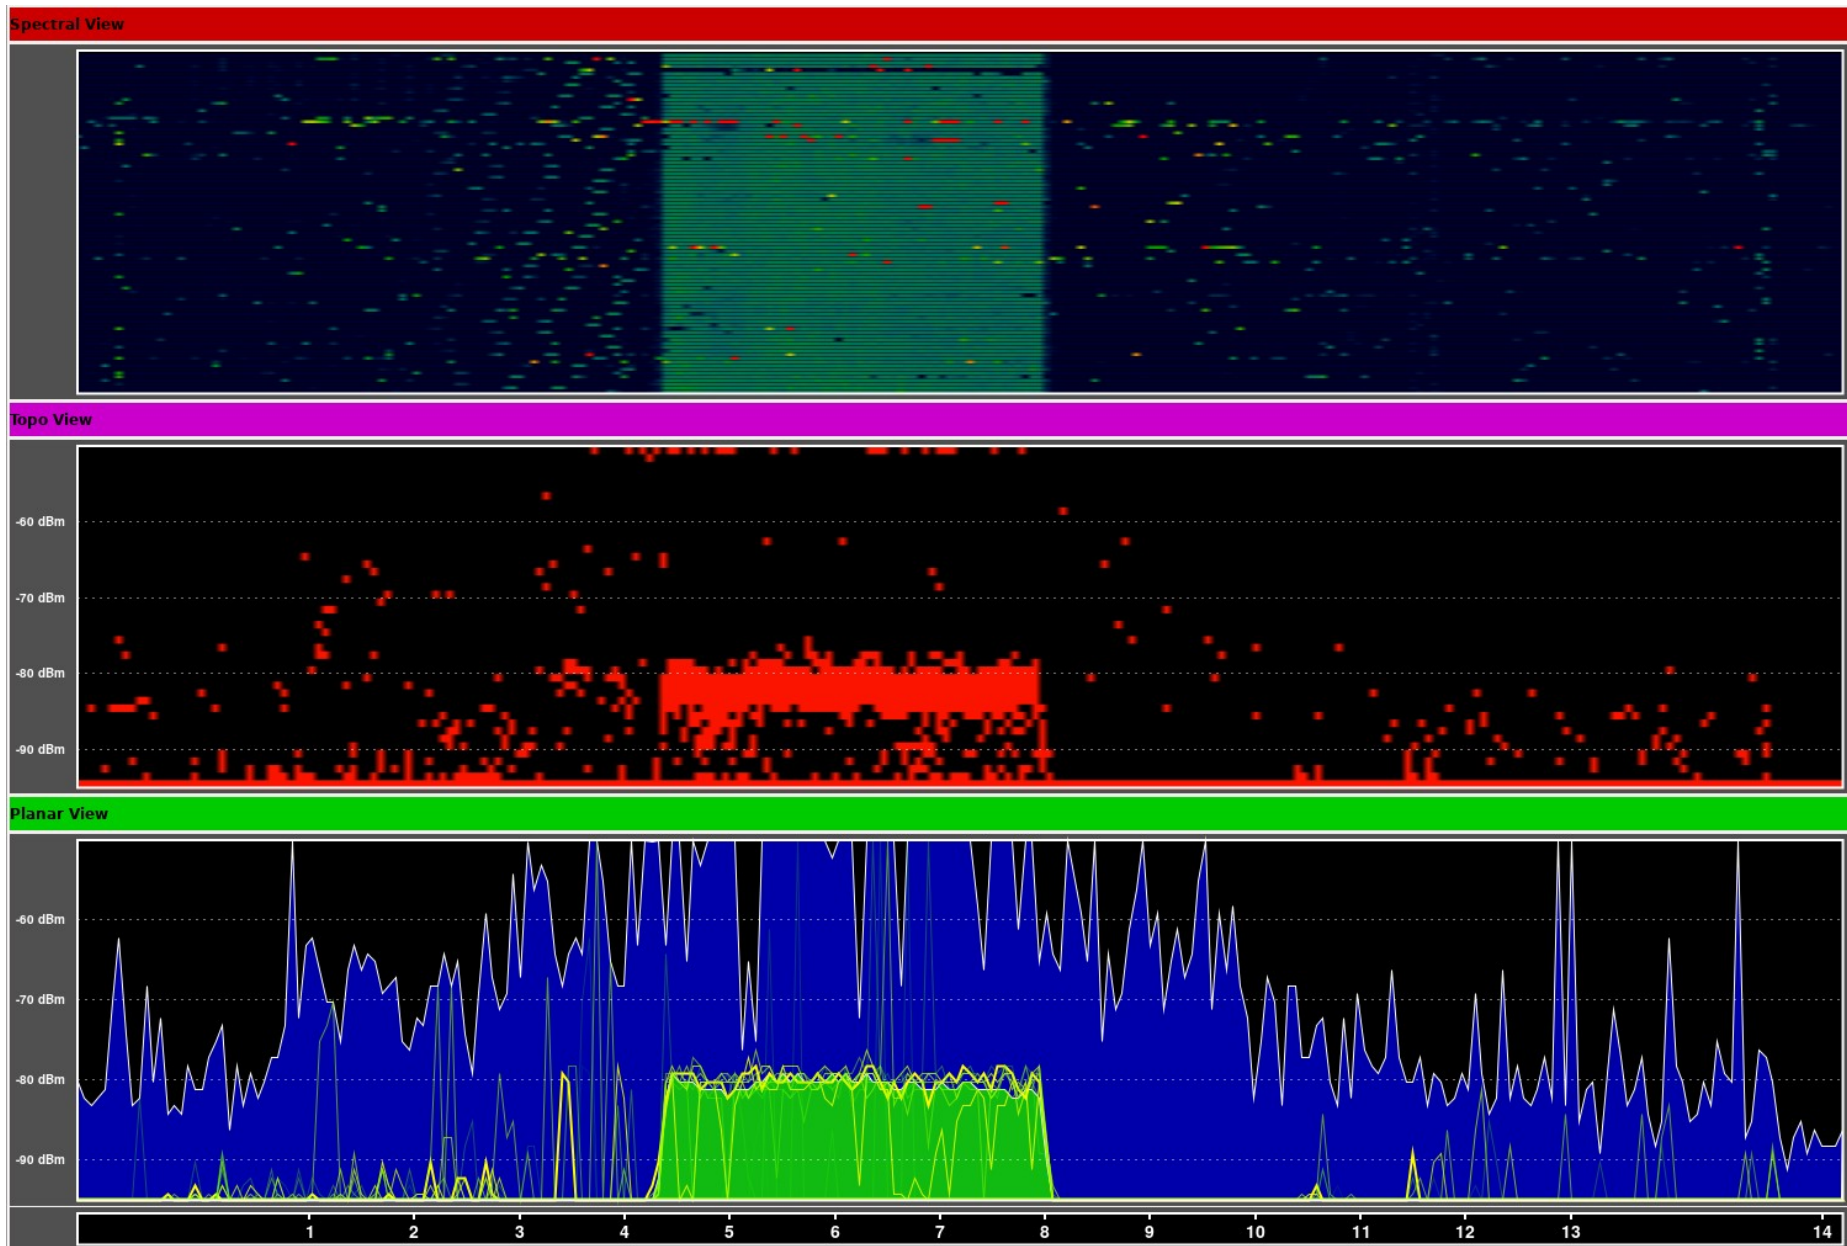 Spectral View
Topo View
-60 dBm
-70 dBm
-80 dBm
-90 dBm
Planar View
-60 dBm
-70 dBm
-80 dBm
-90 dBm
1 2 3 4 5 6 7 8 9 10 11 12 13 14